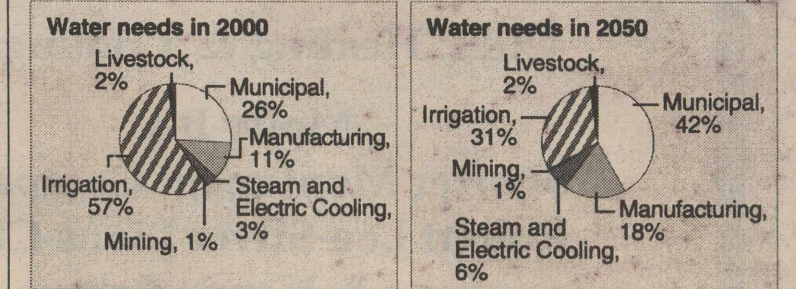 Water needs in 2000
Livestock,
2%
Municipal,
26%
Manufacturing,
11%
Steam and
Electric Cooling,
3%
Mining, 1%
Irrigation,
57%
Water needs in 2050
Livestock,
2%
Municipal,
42%
Manufacturing,
18%
Steam and
Electric Cooling,
6%
Mining,
1%
Irrigation,
31%